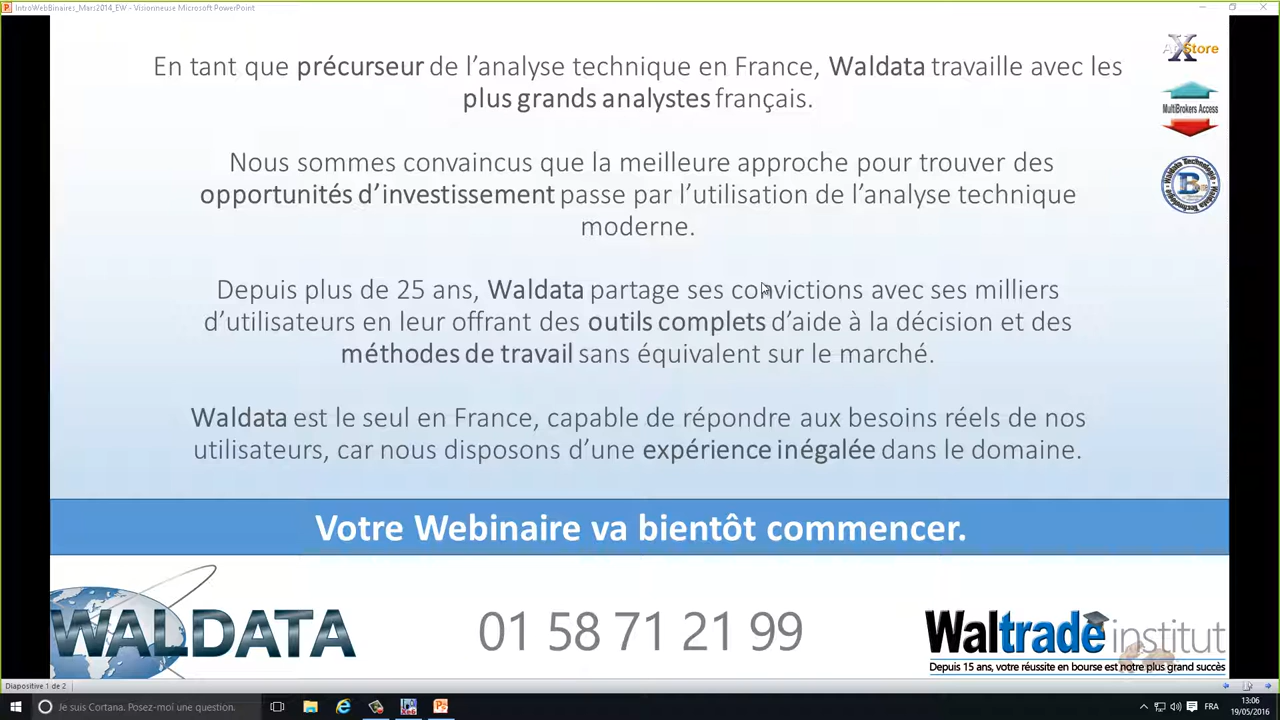 IntroWebBinaires_Mars2014_EW - Visionneuse Microsoft PowerPoint
En tant que précurseur de l’analyse technique en France, Waldata travaille avec les
plus grands analystes français.
Store
MultiBrokers Access
Nous sommes convaincus que la meilleure approche pour trouver des
opportunités d’investissement passe par l’utilisation de l’analyse technique
moderne.
Depuis plus de 25 ans, Waldata partage ses convictions avec ses milliers
d’utilisateurs en leur offrant des outils complets d’aide à la décision et des
méthodes de travail sans équivalent sur le marché.
Waldata est le seul en France, capable de répondre aux besoins réels de nos
utilisateurs, car nous disposons d’une expérience inégalée dans le domaine.
Votre Webinaire va bientôt commencer.
WALDATA
01 58 71 21 99
Waltrade institut
Depuis 15 ans, votre réussite en bourse est notre plus grand succès
Diapositive 1 de 2
Je suis Cortana. Posez-moi une question.
FRA
13:06
19/05/2016